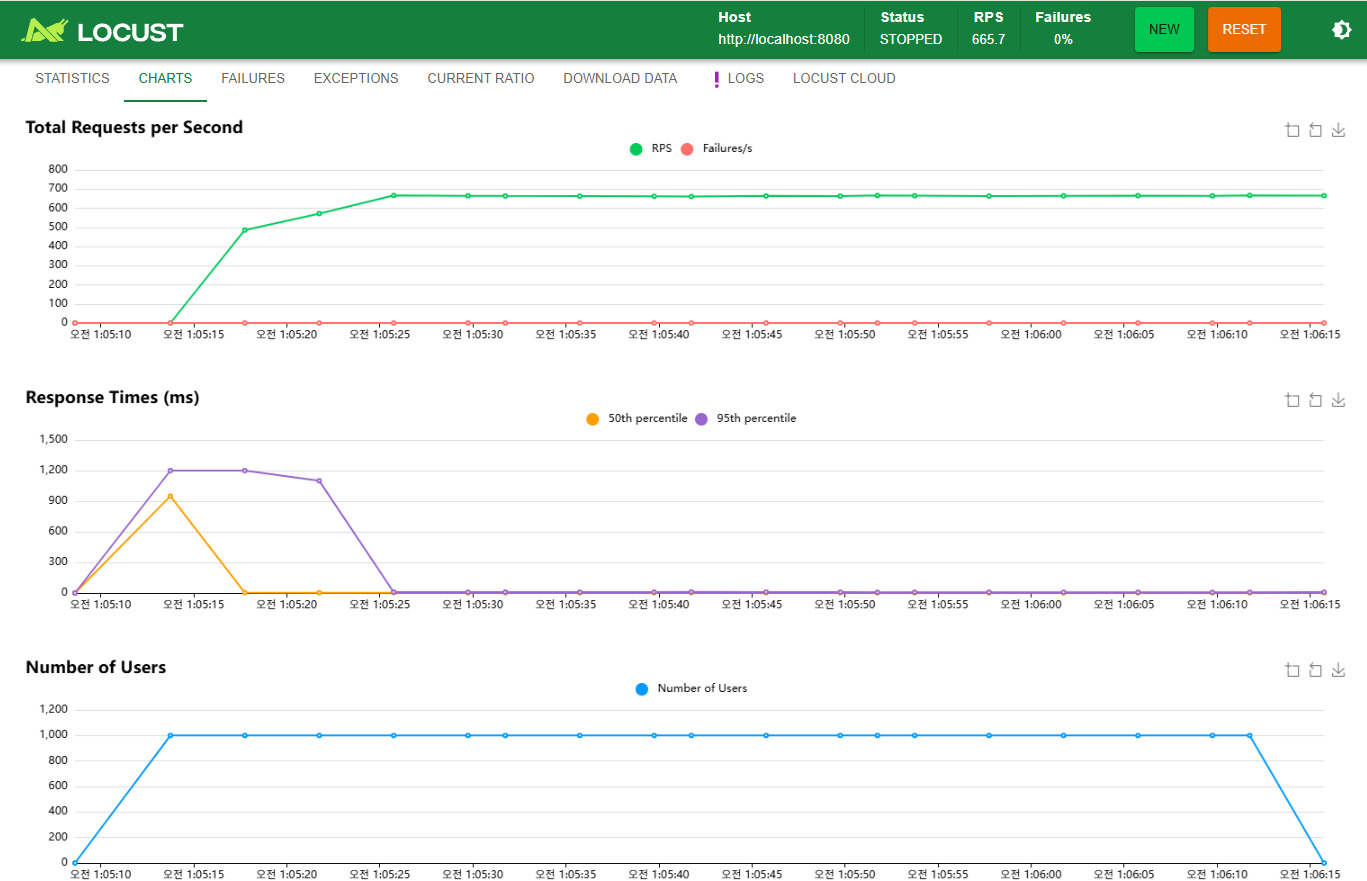 LOCUST
Host
http://localhost:8080
Status
STOPPED
RPS
665.7
Failures
0%
NEW
RESET
STATISTICS
CHARTS
FAILURES
EXCEPTIONS
CURRENT RATIO
DOWNLOAD DATA
LOGS
LOCUST CLOUD
Total Requests per Second
RPS
Failures/s
800
700
600
500
400
300
200
100
0
오전 1:05:10
오전 1:05:15
오전 1:05:20
오전 1:05:25
오전 1:05:30
오전 1:05:35
오전 1:05:40
오전 1:05:45
오전 1:05:50
오전 1:05:55
오전 1:06:00
오전 1:06:05
오전 1:06:10
오전 1:06:15
Response Times (ms)
50th percentile
95th percentile
1,500
1,200
900
600
300
0
오전 1:05:10
오전 1:05:15
오전 1:05:20
오전 1:05:25
오전 1:05:30
오전 1:05:35
오전 1:05:40
오전 1:05:45
오전 1:05:50
오전 1:05:55
오전 1:06:00
오전 1:06:05
오전 1:06:10
오전 1:06:15
Number of Users
Number of Users
1,200
1,000
800
600
400
200
0
오전 1:05:10
오전 1:05:15
오전 1:05:20
오전 1:05:25
오전 1:05:30
오전 1:05:35
오전 1:05:40
오전 1:05:45
오전 1:05:50
오전 1:05:55
오전 1:06:00
오전 1:06:05
오전 1:06:10
오전 1:06:15